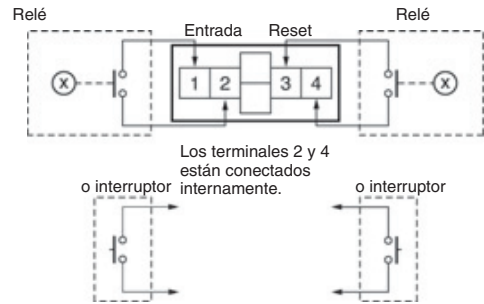 Relé
Relé
Entrada Reset
X 1 2 3 4 X
Los terminales 2 y 4
están conectados
internamente.
o interruptor
o interruptor